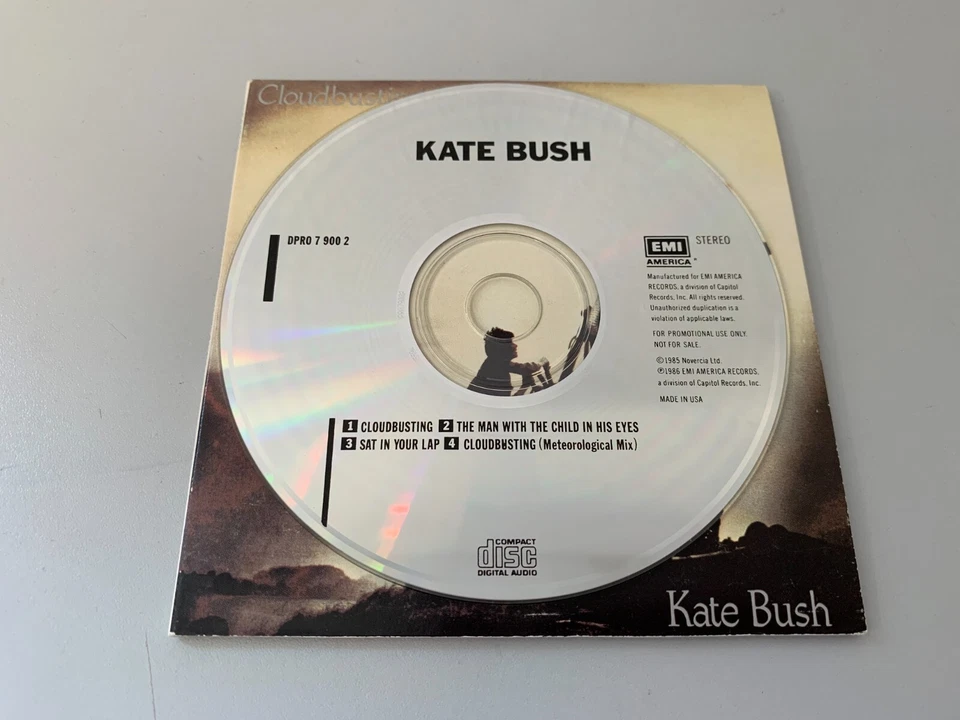 Cloudbusti
KATE BUSH
DPRO 7 900 2
EMI STEREO
AMERICA
Manufactured for EMI AMERICA
RECORDS, a division of Capitol
Records, Inc. All rights reserved.
Unauthorized duplication is a
violation of applicable laws.
FOR PROMOTIONAL USE ONLY.
NOT FOR SALE.
©1985 Novercia Ltd.
℗1986 EMI AMERICA RECORDS,
a division of Capitol Records, Inc.
MADE IN USA
1 CLOUDBUSTING 2 THE MAN WITH THE CHILD IN HIS EYES
3 SAT IN YOUR LAP 4 CLOUDBUSTING (Meteorological Mix)
COMPACT
disc
DIGITAL AUDIO
Kate Bush